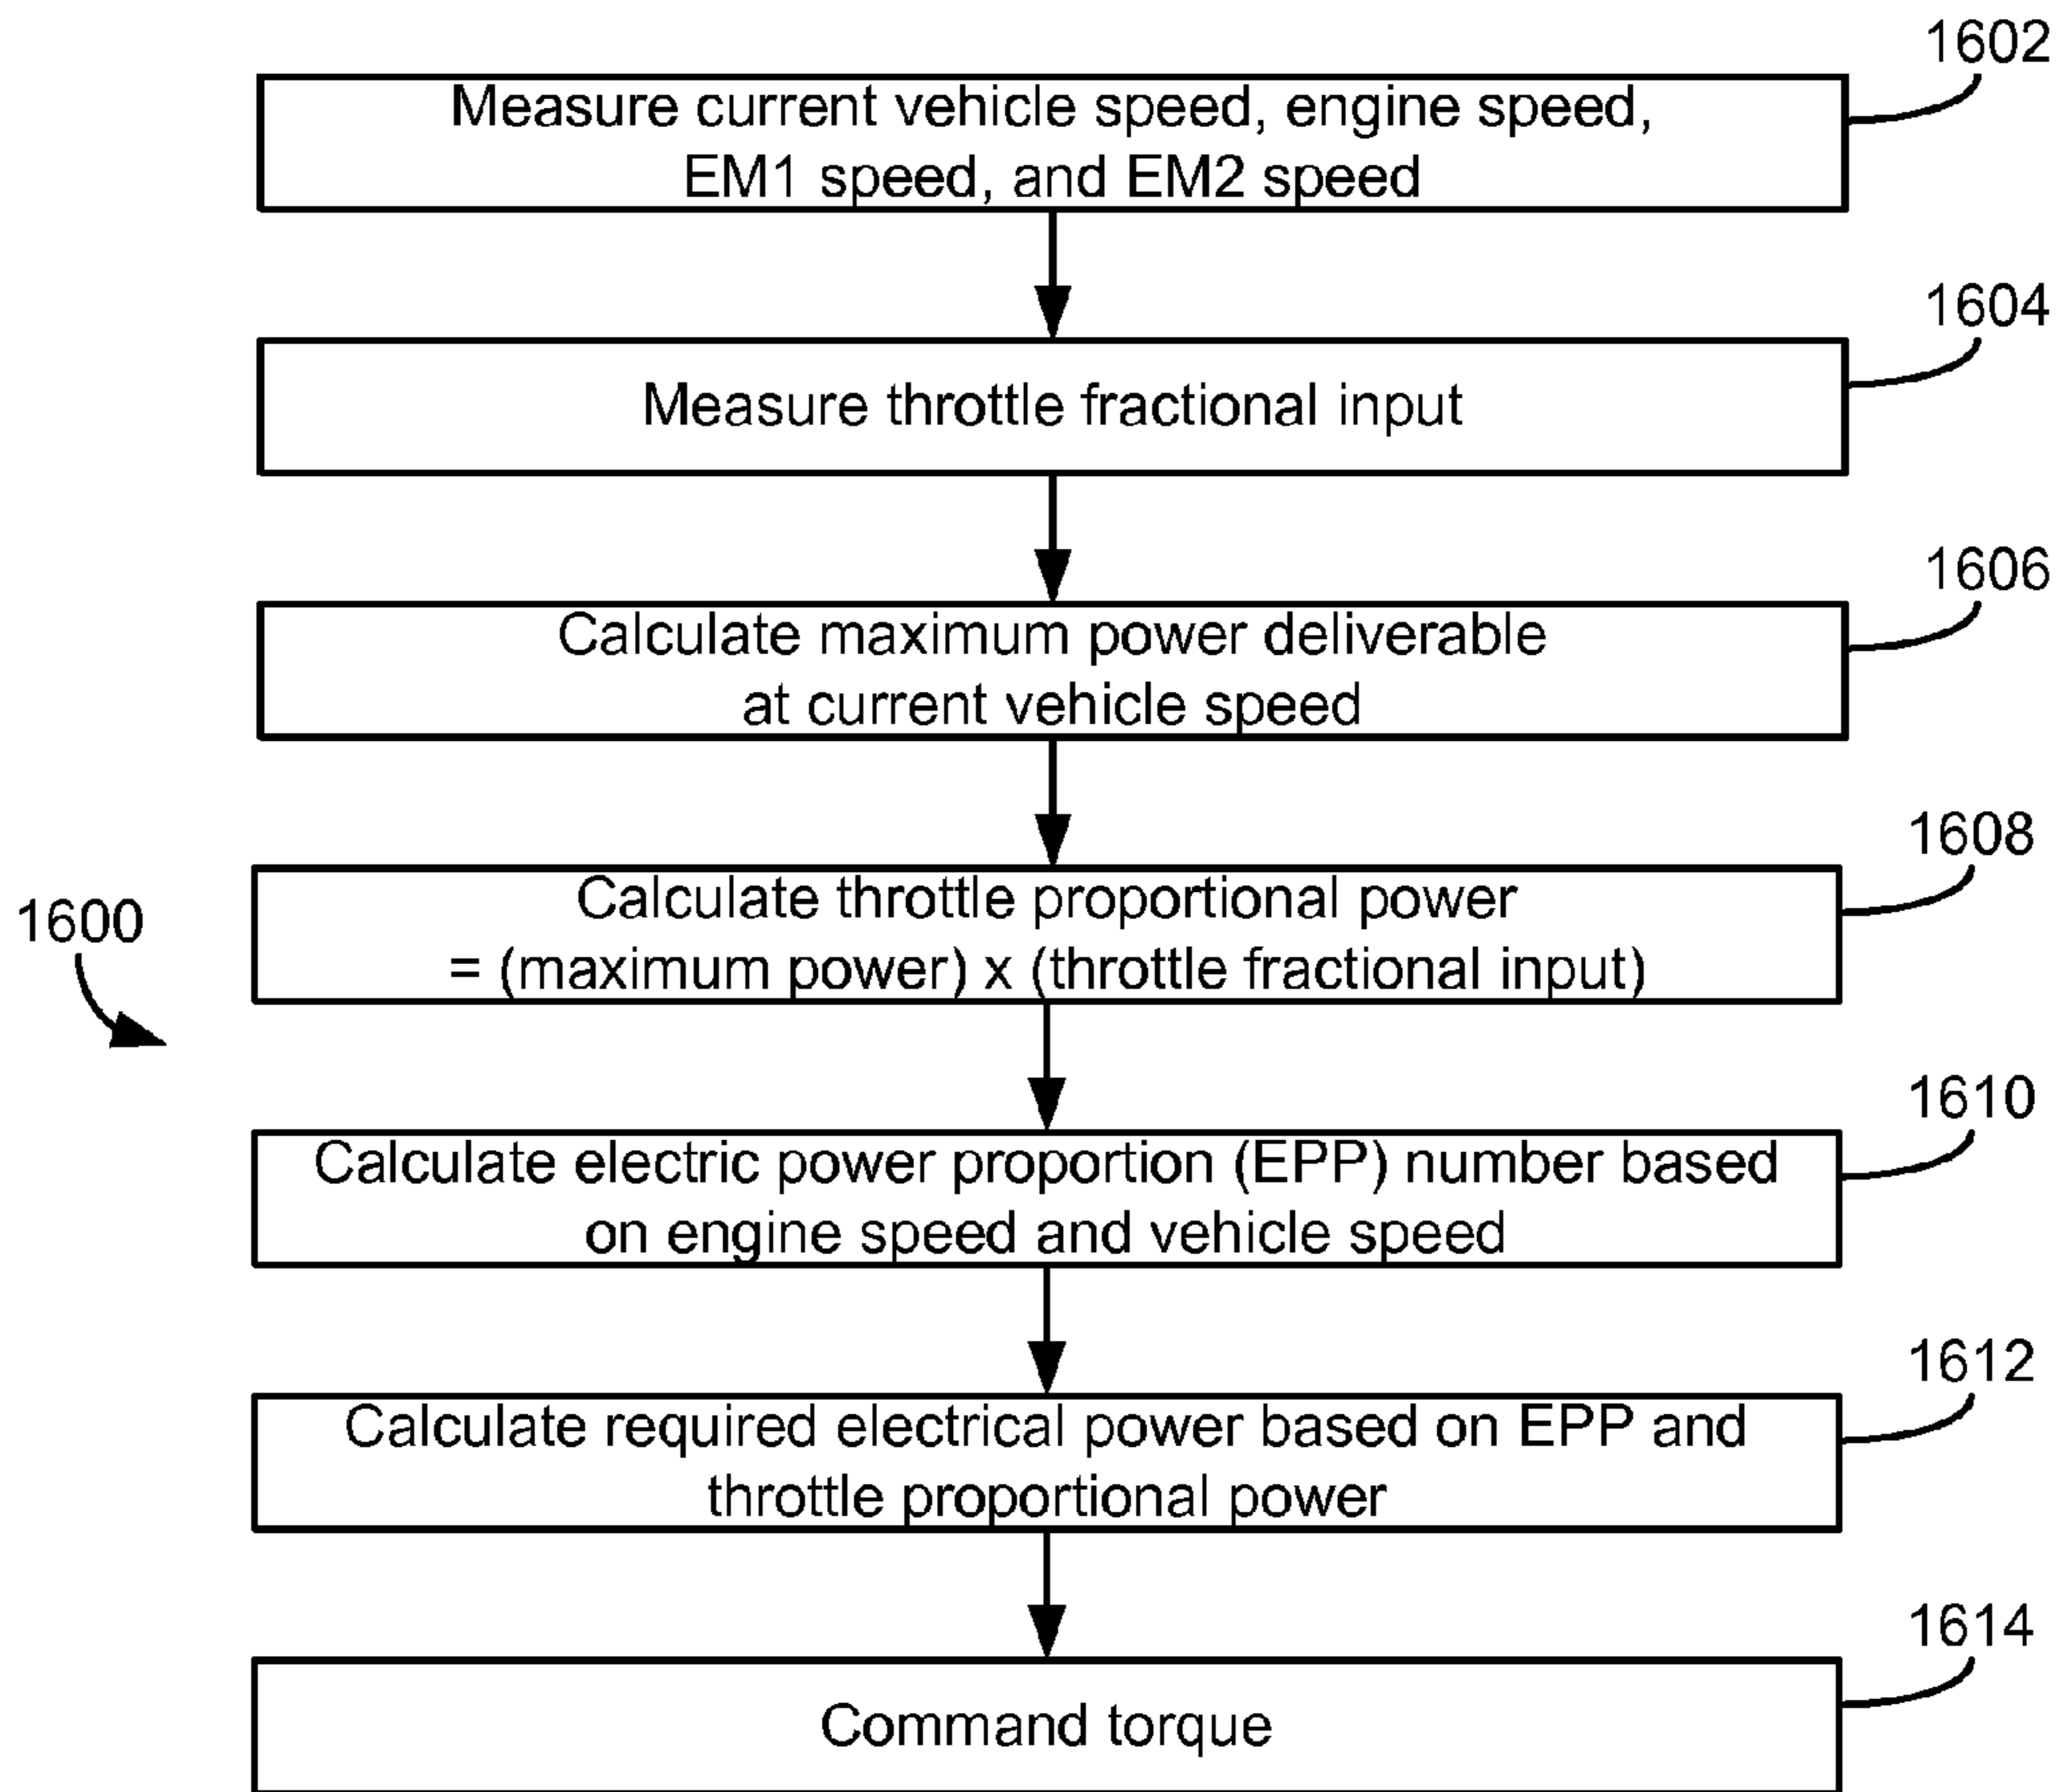 1602
Measure current vehicle speed, engine speed,
EM1 speed, and EM2 speed
1604
Measure throttle fractional input
1606
Calculate maximum power deliverable
at current vehicle speed
1608
Calculate throttle proportional power
= (maximum power) x (throttle fractional input)
1600
1610
Calculate electric power proportion (EPP) number based
on engine speed and vehicle speed
1612
Calculate required electrical power based on EPP and
throttle proportional power
1614
Command torque